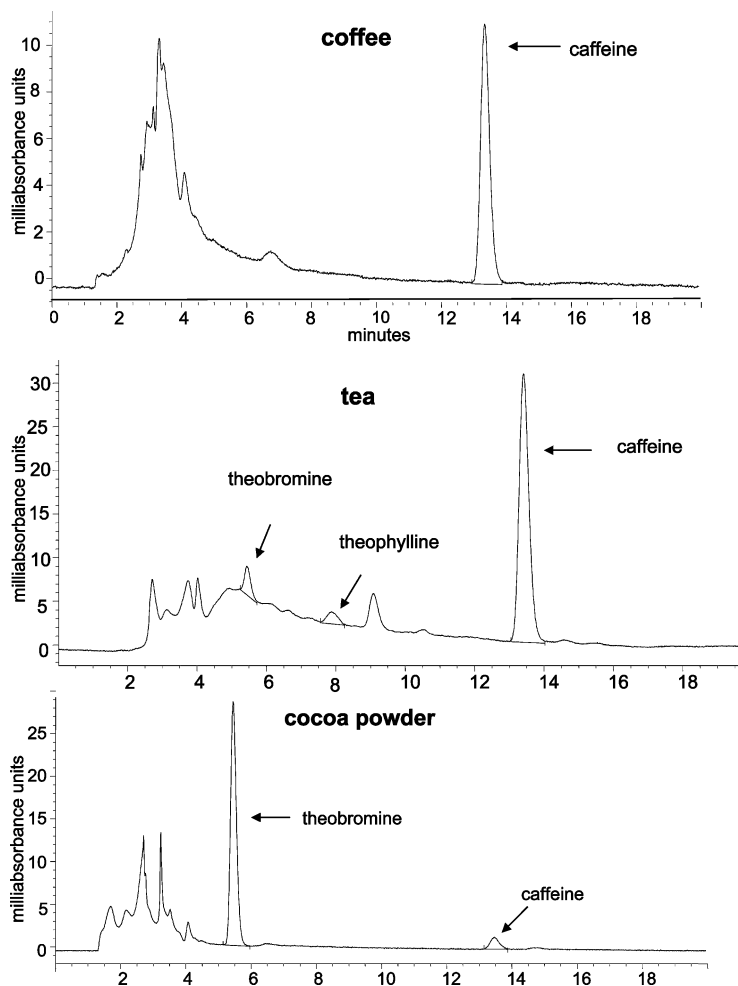 coffee
caffeine
milliabsorbance units
10
8
6
4
2
0
0 2 4 6 8 10 12 14 16 18
minutes
tea
caffeine
theobromine
theophylline
milliabsorbance units
30
25
20
15
10
5
0
2 4 6 8 10 12 14 16 18
cocoa powder
theobromine
caffeine
milliabsorbance units
25
20
15
10
5
0
2 4 6 8 10 12 14 16 18